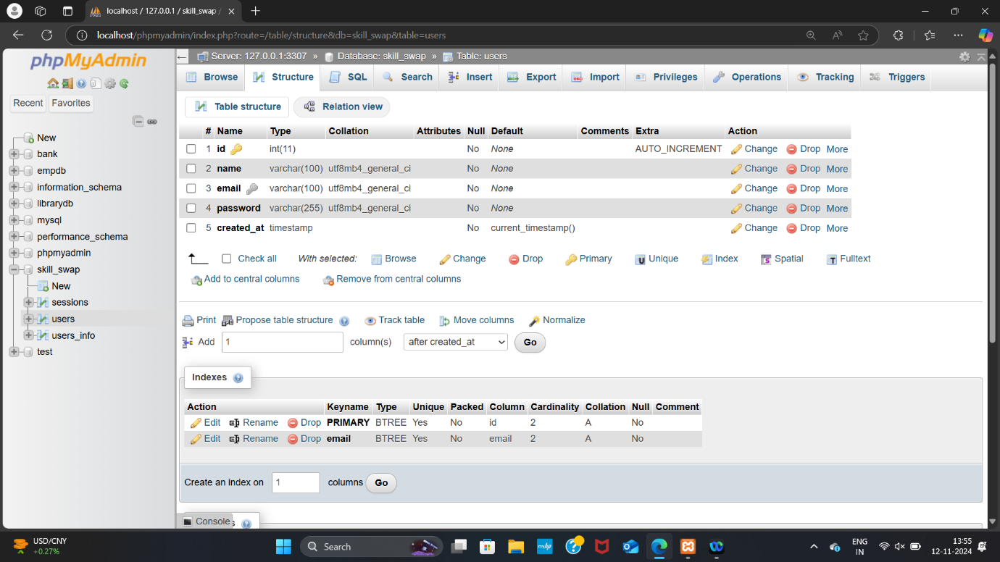 localhost / 127.0.0.1 / skill_swap /
localhost/phpmyadmin/index.php?route=/table/structure&db=skill_swap&table=users
phpMyAdmin
Recent Favorites
New
bank
empdb
information_schema
librarydb
mysql
performance_schema
phpmyadmin
skill_swap
New
sessions
users
users_info
test
Server: 127.0.0.1:3307 » Database: skill_swap » Table: users
Browse Structure SQL Search Insert Export Import Privileges Operations Tracking Triggers
Table structure Relation view
# Name Type Collation Attributes Null Default Comments Extra Action
1 id int(11) No None AUTO_INCREMENT Change Drop More
2 name varchar(100) utf8mb4_general_ci No None Change Drop More
3 email varchar(100) utf8mb4_general_ci No None Change Drop More
4 password varchar(255) utf8mb4_general_ci No None Change Drop More
5 created_at timestamp No current_timestamp() Change Drop More
Check all With selected: Browse Change Drop Primary Unique Index Spatial Fulltext
Add to central columns Remove from central columns
Print Propose table structure Track table Move columns Normalize
Add 1 column(s) after created_at Go
Indexes
Action Keyname Type Unique Packed Column Cardinality Collation Null Comment
Edit Rename Drop PRIMARY BTREE Yes No id 2 A No
Edit Rename Drop email BTREE Yes No email 2 A No
Create an index on 1 columns Go
Console s
USD/CNY
+0.27%
Search
myhp
ENG
IN
13:55
12-11-2024